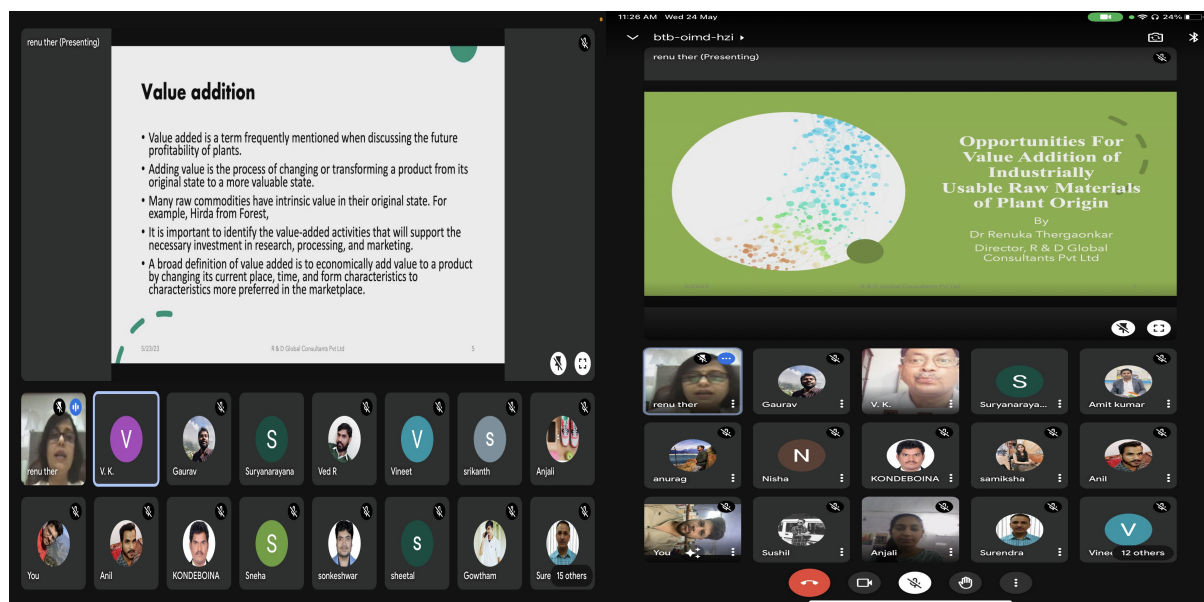 renu ther (Presenting)
Value addition
• Value added is a term frequently mentioned when discussing the future
profitability of plants.
• Adding value is the process of changing or transforming a product from its
original state to a more valuable state.
• Many raw commodities have intrinsic value in their original state. For
example, Hirda from Forest,
• It is important to identify the value-added activities that will support the
necessary investment in research, processing, and marketing.
• A broad definition of value added is to economically add value to a product
by changing its current place, time, and form characteristics to
characteristics more preferred in the marketplace.
5/23/23 R & D Global Consultants Pvt Ltd 5
V S V s
renu ther V. K. Gaurav Suryanarayana Ved R Vineet srikanth Anjali
S s
You Anil KONDEBOINA Sneha sonkeshwar sheetal Gowtham Sure 15 others
11:26 AM Wed 24 May 24%
btb-oimd-hzi
renu ther (Presenting)
Opportunities For
Value Addition of
Industrially
Usable Raw Materials
of Plant Origin
By
Dr Renuka Thergaonkar
Director, R & D Global
Consultants Pvt Ltd
S
renu ther Gaurav V. K. Suryanaraya... Amit kumar
N
anurag Nisha KONDEBOINA samiksha Anil
V
You Sushil Anjali Surendra Vinee 12 others